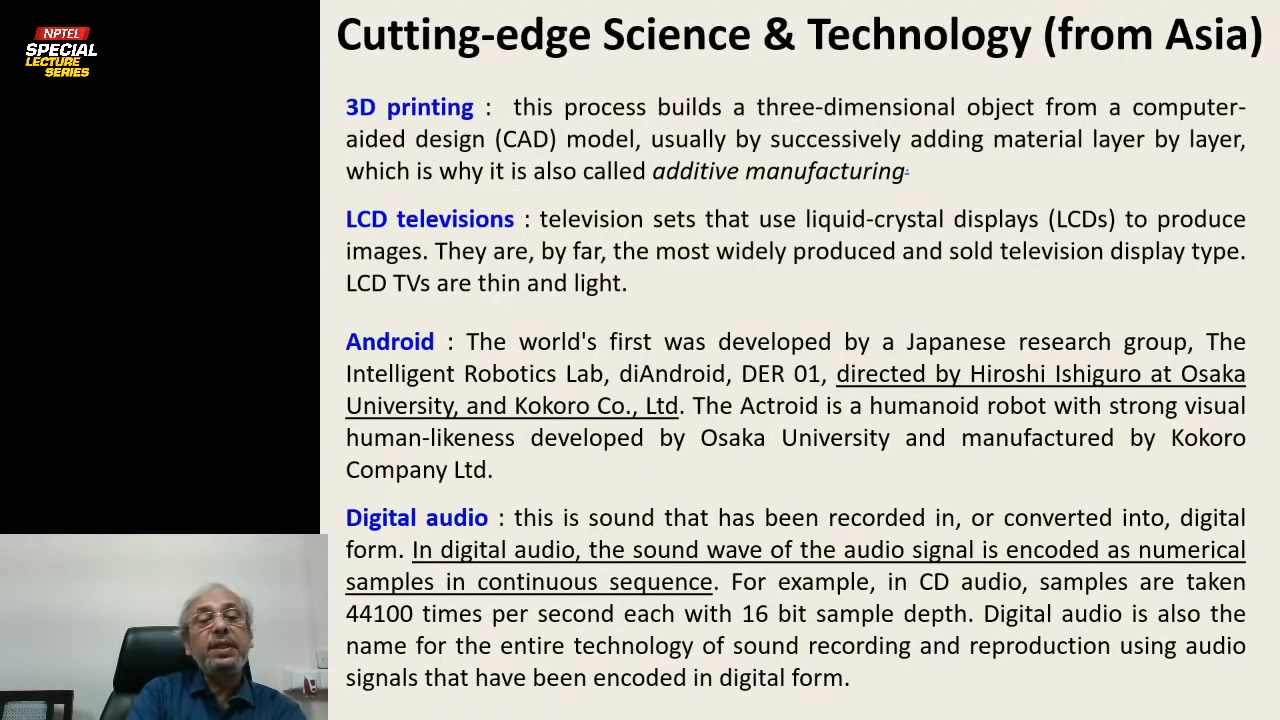 NPTEL
SPECIAL
LECTURE
SERIES
Cutting-edge Science & Technology (from Asia)
3D printing : this process builds a three-dimensional object from a computer-
aided design (CAD) model, usually by successively adding material layer by layer,
which is why it is also called additive manufacturing.
LCD televisions : television sets that use liquid-crystal displays (LCDs) to produce
images. They are, by far, the most widely produced and sold television display type.
LCD TVs are thin and light.
Android : The world's first was developed by a Japanese research group, The
Intelligent Robotics Lab, diAndroid, DER 01, directed by Hiroshi Ishiguro at Osaka
University, and Kokoro Co., Ltd. The Actroid is a humanoid robot with strong visual
human-likeness developed by Osaka University and manufactured by Kokoro
Company Ltd.
Digital audio : this is sound that has been recorded in, or converted into, digital
form. In digital audio, the sound wave of the audio signal is encoded as numerical
samples in continuous sequence. For example, in CD audio, samples are taken
44100 times per second each with 16 bit sample depth. Digital audio is also the
name for the entire technology of sound recording and reproduction using audio
signals that have been encoded in digital form.